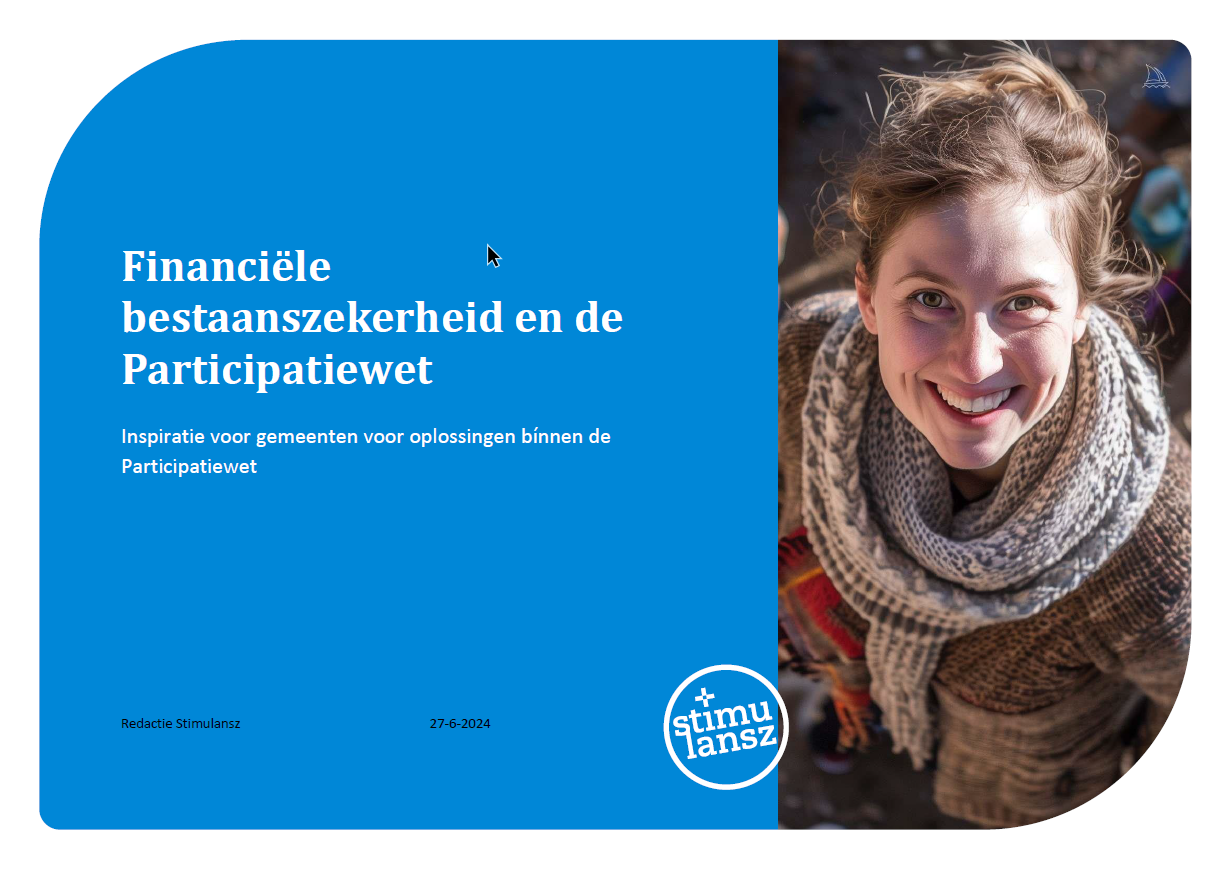 Financiële
bestaanszekerheid en de
Participatiewet
Inspiratie voor gemeenten voor oplossingen bínnen de
Participatiewet
Redactie Stimulansz
27-6-2024
stimu
lansz